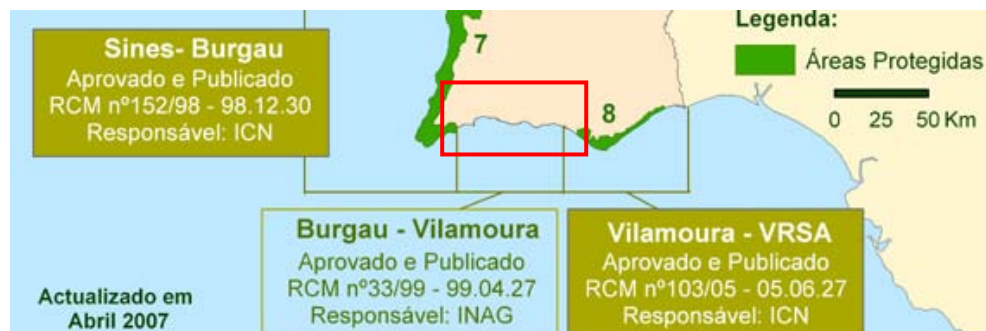 Sines- Burgau
Aprovado e Publicado
RCM nº152/98 - 98.12.30
Responsável: ICN
7
8
Legenda:
Áreas Protegidas
0 25 50 Km
Burgau - Vilamoura
Aprovado e Publicado
RCM nº33/99 - 99.04.27
Responsável: INAG
Vilamoura - VRSA
Aprovado e Publicado
RCM nº103/05 - 05.06.27
Responsável: ICN
Actualizado em
Abril 2007